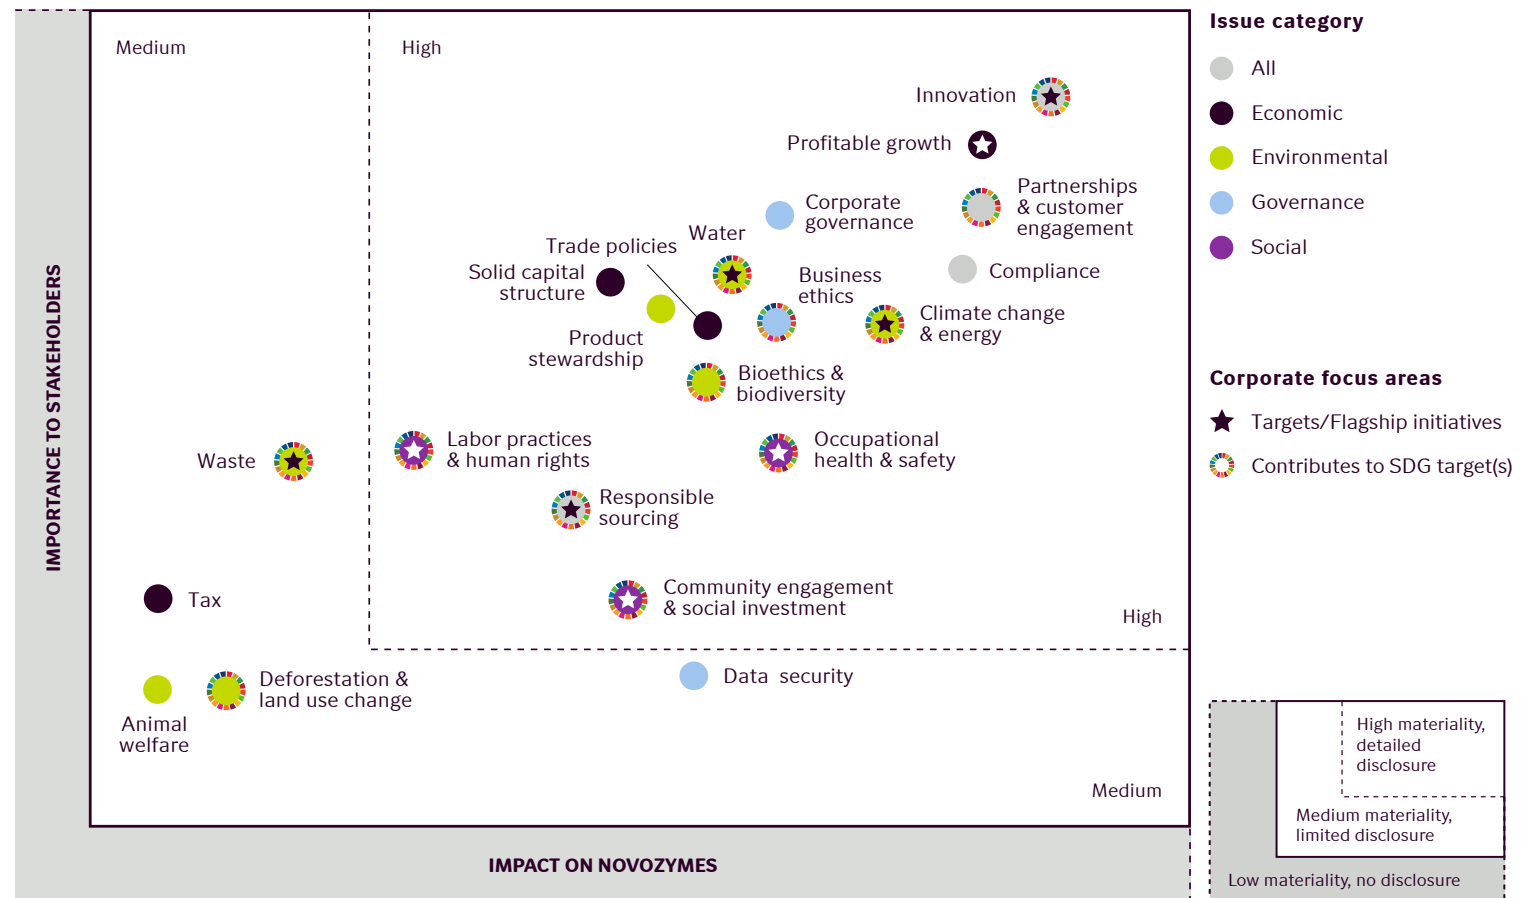 Medium
High
Innovation
Profitable growth
Partnerships
& customer
engagement
Corporate
governance
Water
Trade policies
Solid capital
structure
Compliance
Business
ethics
Climate change
& energy
Product
stewardship
Bioethics &
biodiversity
Labor practices
& human rights
Occupational
health & safety
Waste
Responsible
sourcing
Community engagement
& social investment
Tax
High
Data security
Deforestation &
land use change
Animal
welfare
Medium
IMPORTANCE TO STAKEHOLDERS
IMPACT ON NOVOZYMES
Issue category
All
Economic
Environmental
Governance
Social
Corporate focus areas
Targets/Flagship initiatives
Contributes to SDG target(s)
High materiality,
detailed
disclosure
Medium materiality,
limited disclosure
Low materiality, no disclosure